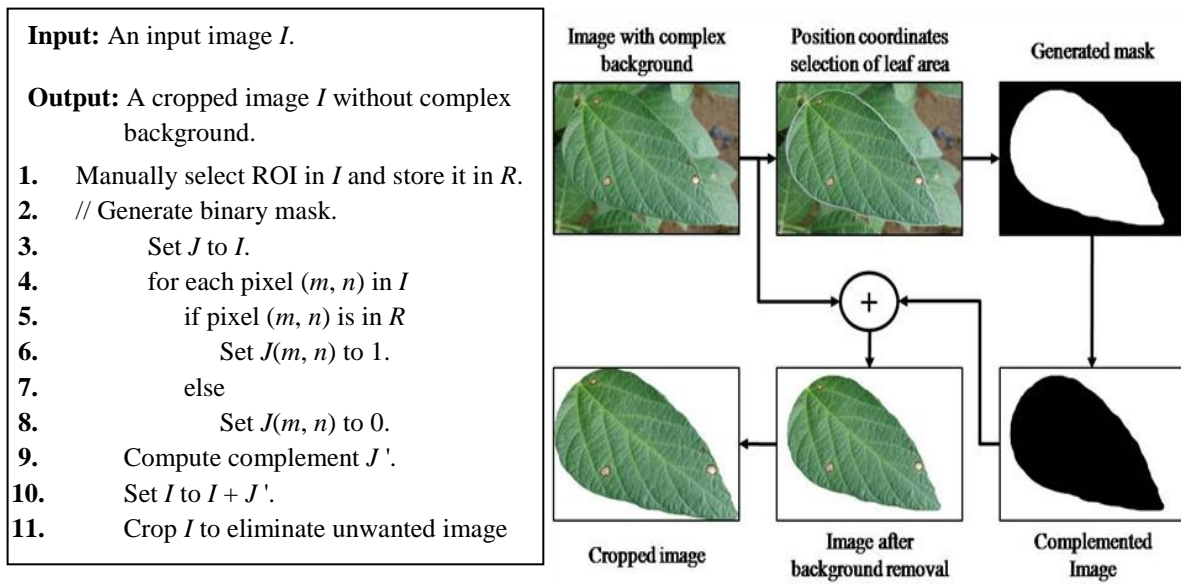 Input: An input image I.
Output: A cropped image I without complex
background.
1. Manually select ROI in I and store it in R.
2. // Generate binary mask.
3. Set J to I.
4. for each pixel (m, n) in I
5. if pixel (m, n) is in R
6. Set J(m, n) to 1.
7. else
8. Set J(m, n) to 0.
9. Compute complement J '.
10. Set I to I + J '.
11. Crop I to eliminate unwanted image
Image with complex
background
Position coordinates
selection of leaf area
Generated mask
+
Cropped image
Image after
background removal
Complemented
Image